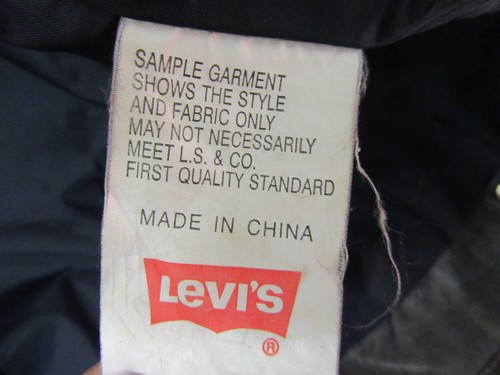 SAMPLE GARMENT
SHOWS THE STYLE
AND FABRIC ONLY
MAY NOT NECESSARILY
MEET L.S. & CO.
FIRST QUALITY STANDARD
MADE IN CHINA
LEVI'S
®